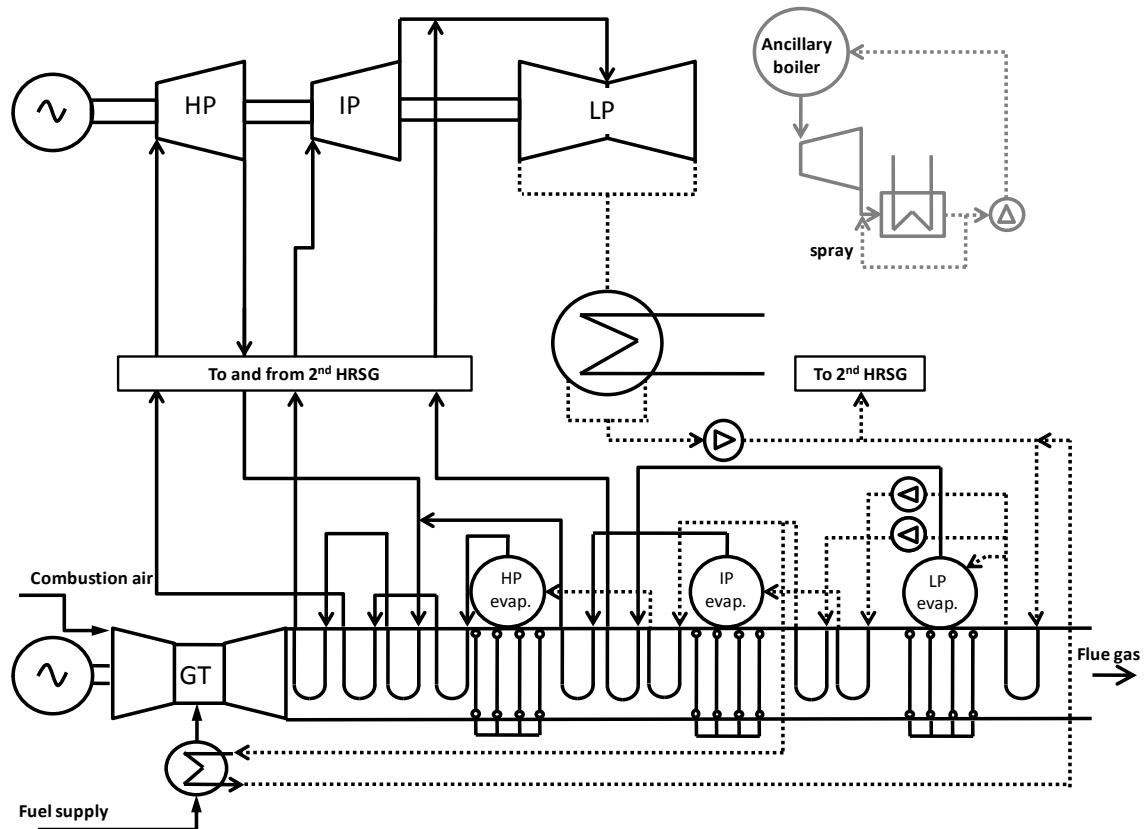 Ancillary
boiler
HP
IP
LP
spray
To and from 2nd HRSG
To 2nd HRSG
Combustion air
HP
evap.
IP
evap.
LP
evap.
GT
Flue gas
Fuel supply